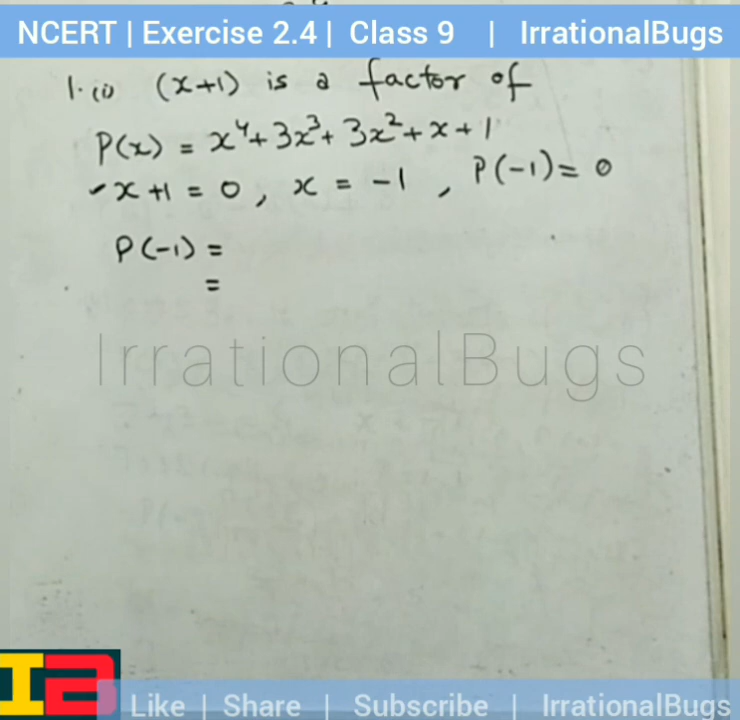 NCERT | Exercise 2.4 | Class 9 | IrrationalBugs
1. (i) (x+1) is a factor of
P(x) = x⁴ + 3x³ + 3x² + x + 1
x + 1 = 0, x = -1, P(-1) = 0
P(-1) =
=
IrrationalBugs
Like | Share | Subscribe | IrrationalBugs